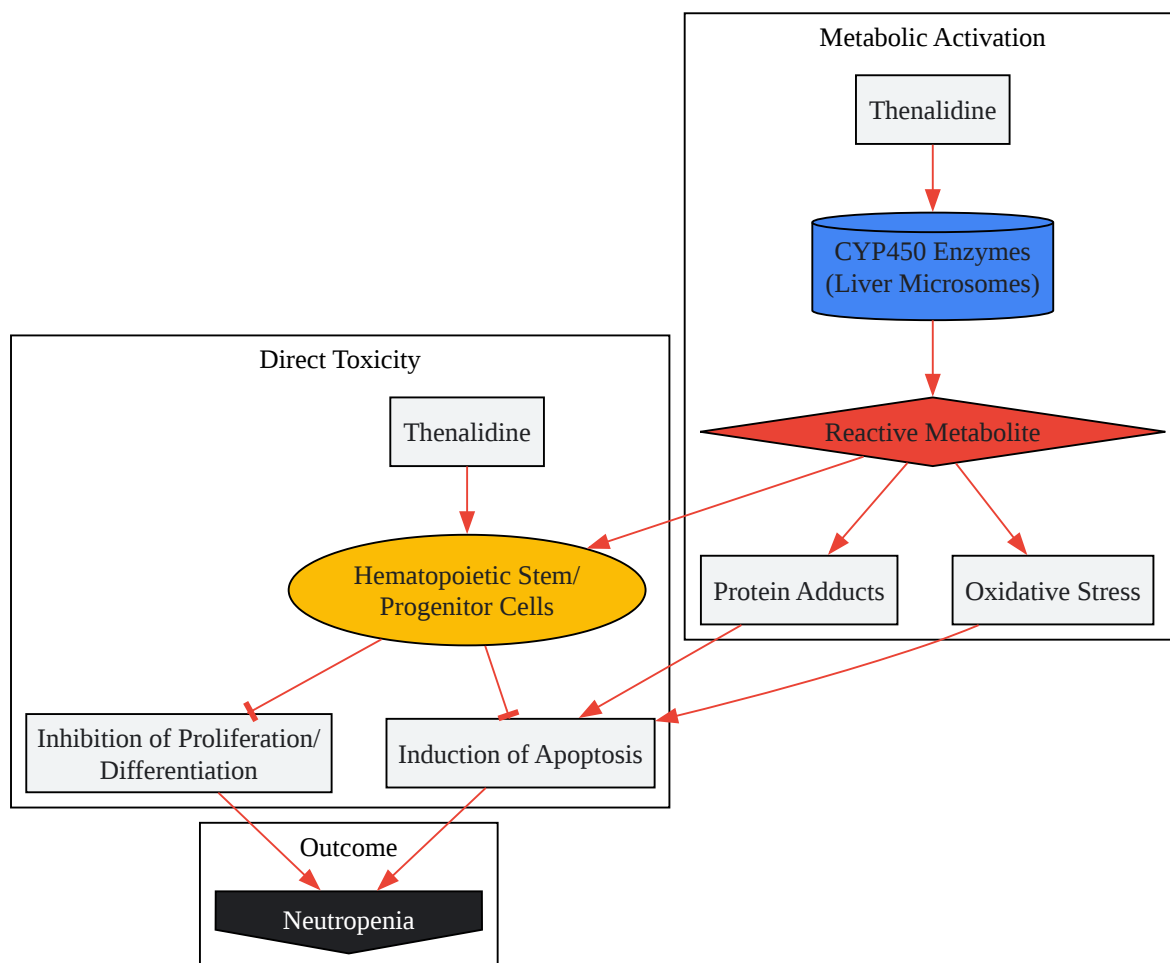 Metabolic Activation
Thenalidine
CYP450 Enzymes
(Liver Microsomes)
Reactive Metabolite
Protein Adducts
Oxidative Stress
Direct Toxicity
Thenalidine
Hematopoietic Stem/
Progenitor Cells
Inhibition of Proliferation/
Differentiation
Induction of Apoptosis
Outcome
Neutropenia